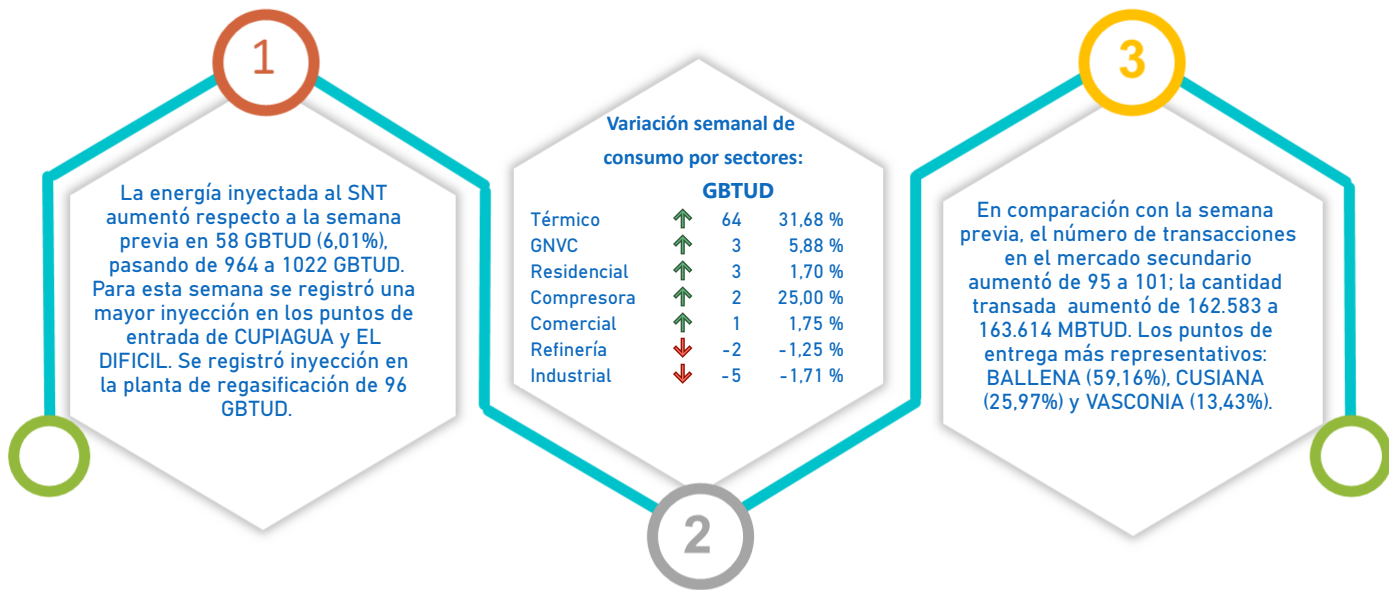 1
La energía inyectada al SNT
aumentó respecto a la semana
previa en 58 GBTUD (6,01%),
pasando de 964 a 1022 GBTUD.
Para esta semana se registró una
mayor inyección en los puntos de
entrada de CUPIAGUA y EL
DIFICIL. Se registró inyección en
la planta de regasificación de 96
GBTUD.
Variación semanal de
consumo por sectores:
GBTUD
Térmico 64 31,68 %
GNVC 3 5,88 %
Residencial 3 1,70 %
Compresora 2 25,00 %
Comercial 1 1,75 %
Refinería -2 -1,25 %
Industrial -5 -1,71 %
2
3
En comparación con la semana
previa, el número de transacciones
en el mercado secundario
aumentó de 95 a 101; la cantidad
transada aumentó de 162.583 a
163.614 MBTUD. Los puntos de
entrega más representativos:
BALLENA (59,16%), CUSIANA
(25,97%) y VASCONIA (13,43%).